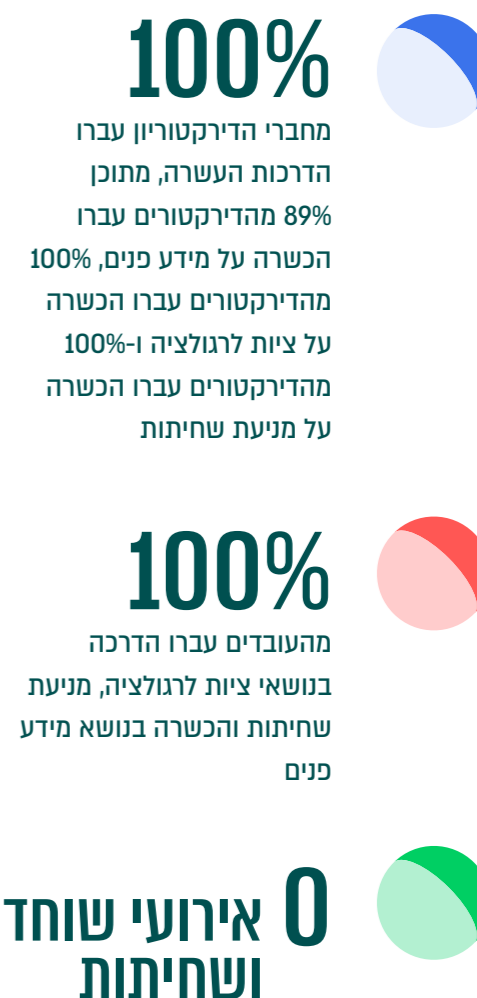 100%
מחברי הדירקטוריון עברו
הדרכות העשרה, מתוכן
89% מהדירקטורים עברו
הכשרה על מידע פנים, 100%
מהדירקטורים עברו הכשרה
על ציות לרגולציה ו-100%
מהדירקטורים עברו הכשרה
על מניעת שחיתות
100%
מהעובדים עברו הדרכה
בנושאי ציות לרגולציה, מניעת
שחיתות והכשרה בנושא מידע
פנים
0 אירועי שוחד
ושחיתות